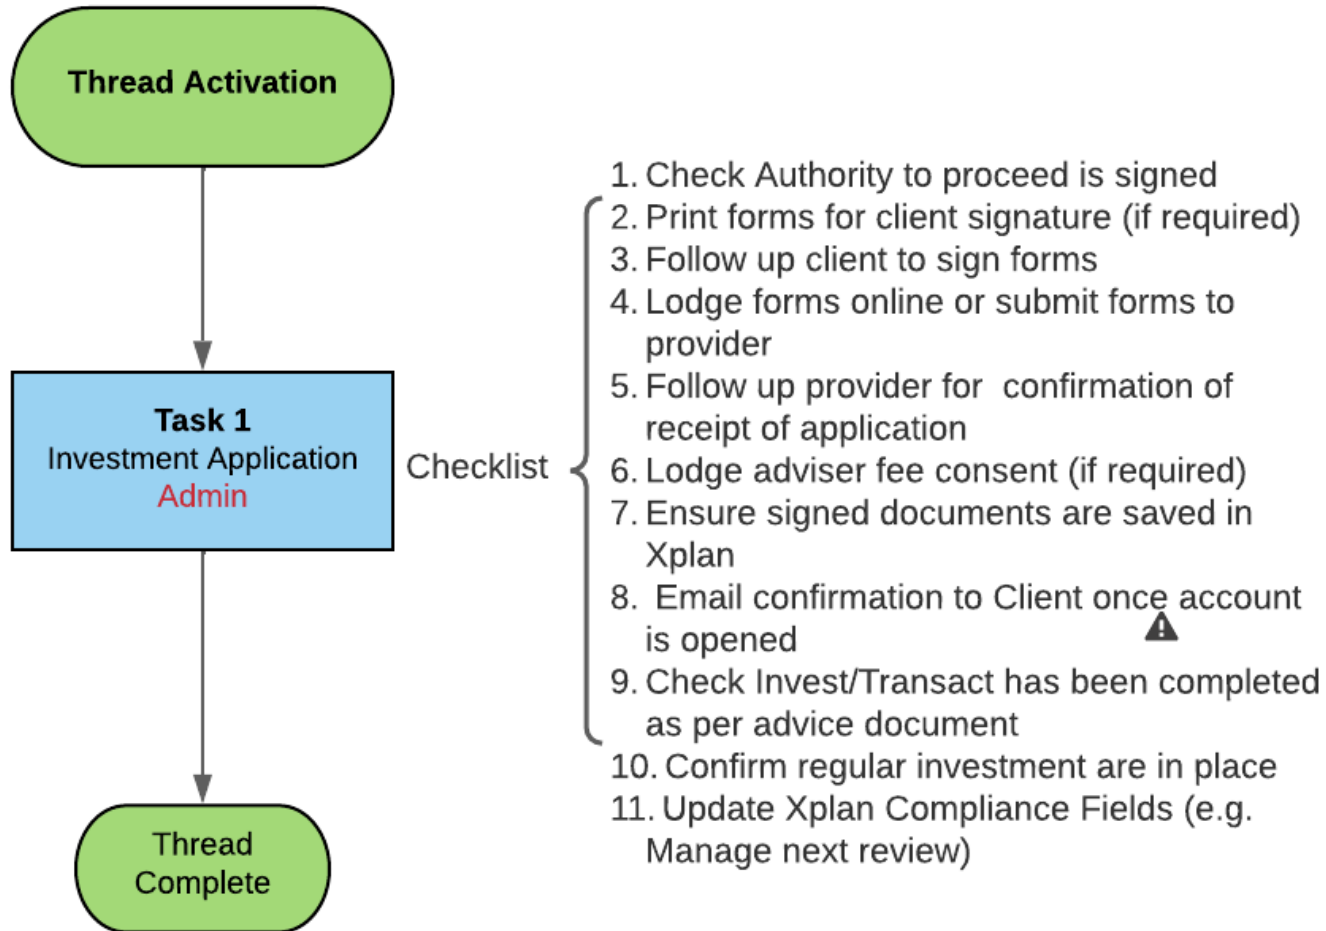 Thread Activation
Task 1
Investment Application
Admin
Checklist
1. Check Authority to proceed is signed
2. Print forms for client signature (if required)
3. Follow up client to sign forms
4. Lodge forms online or submit forms to
provider
5. Follow up provider for  confirmation of
receipt of application
6. Lodge adviser fee consent (if required)
7. Ensure signed documents are saved in
Xplan
8.  Email confirmation to Client once account
is opened
9. Check Invest/Transact has been completed
as per advice document
10. Confirm regular investment are in place
11. Update Xplan Compliance Fields (e.g.
Manage next review)
Thread
Complete